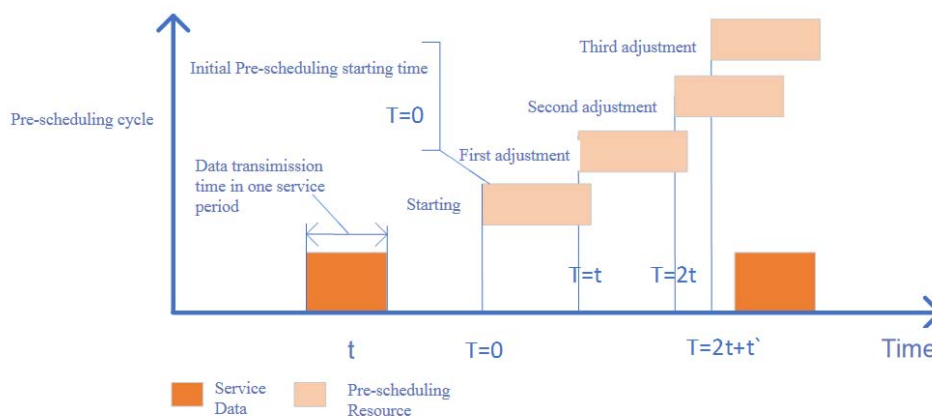 Third adjustment
Initial Pre-scheduling starting time
Second adjustment
Pre-scheduling cycle
T=0
First adjustment
Data transimission
time in one service
period
Starting
T=t
T=2t
t
T=0
T=2t+t`
Time
Service
Data
Pre-scheduling
Resource